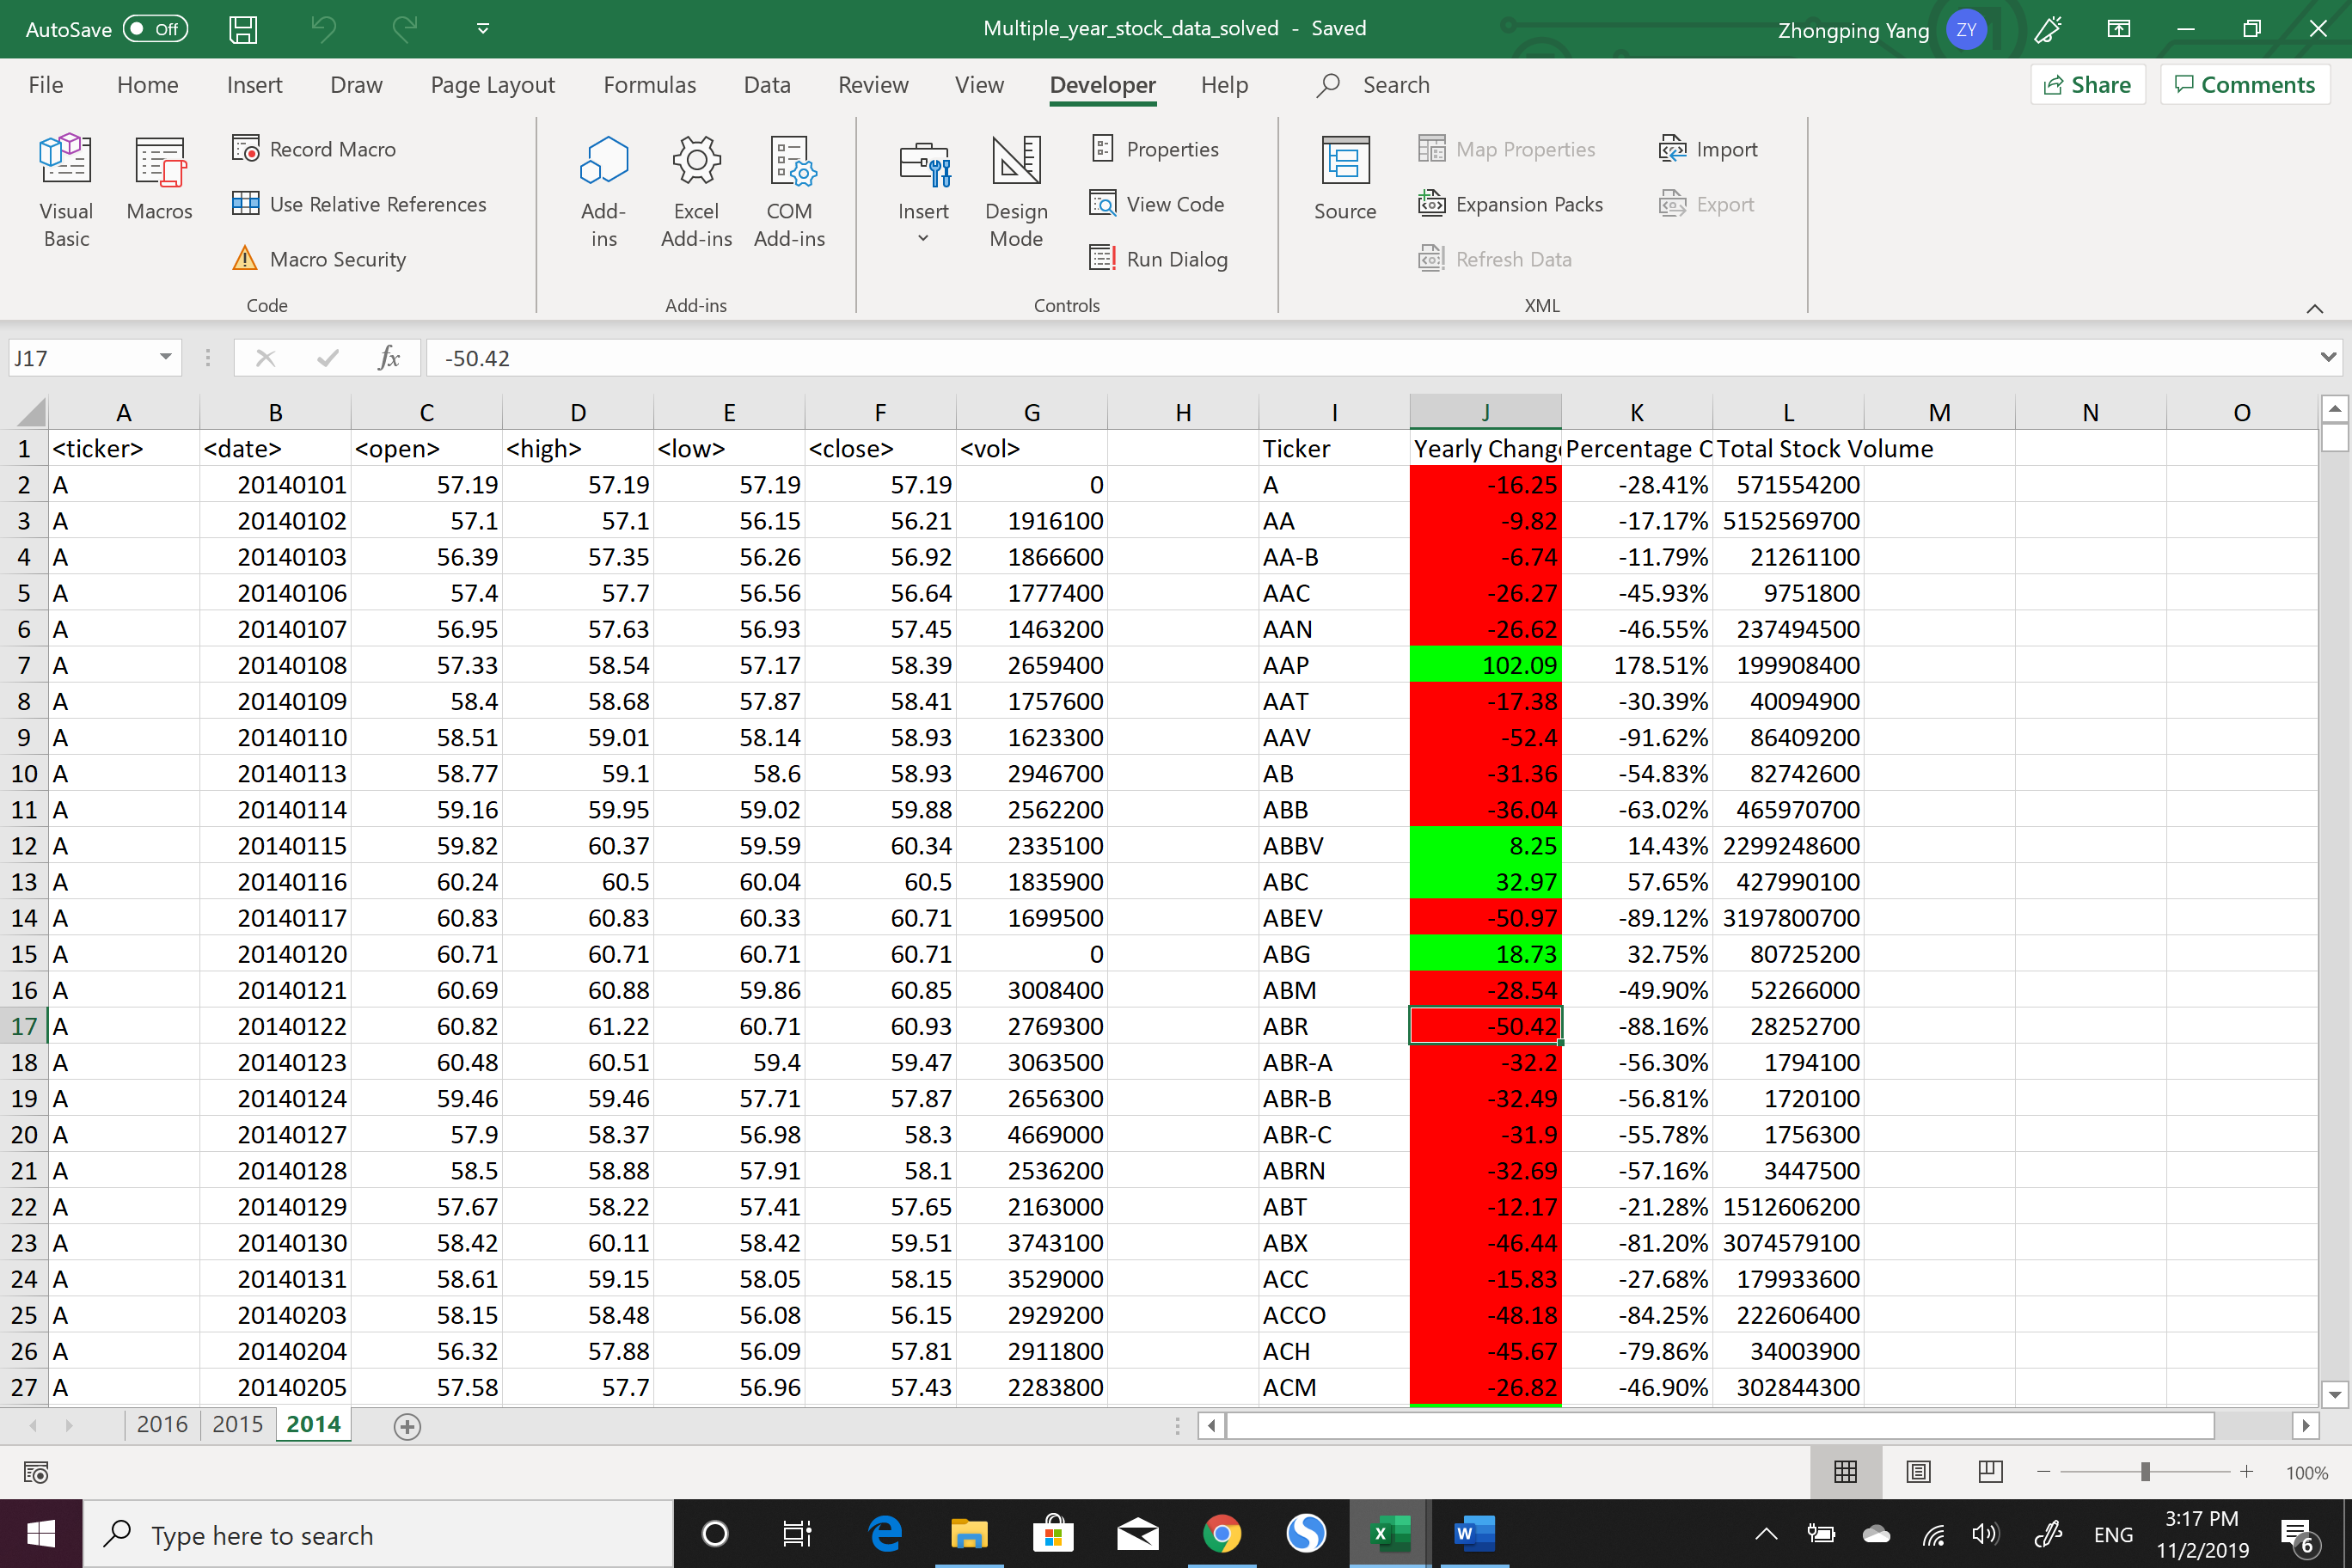 AutoSave Off Multiple_year_stock_data_solved - Saved Zhongping Yang ZY
File Home Insert Draw Page Layout Formulas Data Review View Developer Help Search Share Comments
Visual Basic Macros Record Macro Use Relative References Macro Security
Add-ins Excel Add-ins COM Add-ins
Insert Design Mode Properties View Code Run Dialog
Source Map Properties Expansion Packs Refresh Data Import Export
Code Add-ins Controls XML
J17 fx -50.42
A B C D E F G H I J K L M N O
1 <ticker> <date> <open> <high> <low> <close> <vol> Ticker Yearly Chang Percentage C Total Stock Volume
2 A 20140101 57.19 57.19 57.19 57.19 0 A -16.25 -28.41% 571554200
3 A 20140102 57.1 57.1 56.15 56.21 1916100 AA -9.82 -17.17% 5152569700
4 A 20140103 56.39 57.35 56.26 56.92 1866600 AA-B -6.74 -11.79% 21261100
5 A 20140106 57.4 57.7 56.56 56.64 1777400 AAC -26.27 -45.93% 9751800
6 A 20140107 56.95 57.63 56.93 57.45 1463200 AAN -26.62 -46.55% 237494500
7 A 20140108 57.33 58.54 57.17 58.39 2659400 AAP 102.09 178.51% 199908400
8 A 20140109 58.4 58.68 57.87 58.41 1757600 AAT -17.38 -30.39% 40094900
9 A 20140110 58.51 59.01 58.14 58.93 1623300 AAV -52.4 -91.62% 86409200
10 A 20140113 58.77 59.1 58.6 58.93 2946700 AB -31.36 -54.83% 82742600
11 A 20140114 59.16 59.95 59.02 59.88 2562200 ABB -36.04 -63.02% 465970700
12 A 20140115 59.82 60.37 59.59 60.34 2335100 ABBV 8.25 14.43% 2299248600
13 A 20140116 60.24 60.5 60.04 60.5 1835900 ABC 32.97 57.65% 427990100
14 A 20140117 60.83 60.83 60.33 60.71 1699500 ABEV -50.97 -89.12% 3197800700
15 A 20140120 60.71 60.71 60.71 60.71 0 ABG 18.73 32.75% 80725200
16 A 20140121 60.69 60.88 59.86 60.85 3008400 ABM -28.54 -49.90% 52266000
17 A 20140122 60.82 61.22 60.71 60.93 2769300 ABR -50.42 -88.16% 28252700
18 A 20140123 60.48 60.51 59.4 59.47 3063500 ABR-A -32.2 -56.30% 1794100
19 A 20140124 59.46 59.46 57.71 57.87 2656300 ABR-B -32.49 -56.81% 1720100
20 A 20140127 57.9 58.37 56.98 58.3 4669000 ABR-C -31.9 -55.78% 1756300
21 A 20140128 58.5 58.88 57.91 58.1 2536200 ABRN -32.69 -57.16% 3447500
22 A 20140129 57.67 58.22 57.41 57.65 2163000 ABT -12.17 -21.28% 1512606200
23 A 20140130 58.42 60.11 58.42 59.51 3743100 ABX -46.44 -81.20% 3074579100
24 A 20140131 58.61 59.15 58.05 58.15 3529000 ACC -15.83 -27.68% 179933600
25 A 20140203 58.15 58.48 56.08 56.15 2929200 ACCO -48.18 -84.25% 222606400
26 A 20140204 56.32 57.88 56.09 57.81 2911800 ACH -45.67 -79.86% 34003900
27 A 20140205 57.58 57.7 56.96 57.43 2283800 ACM -26.82 -46.90% 302844300
2016 2015 2014
100%
Type here to search ENG 3:17 PM
11/2/2019 6